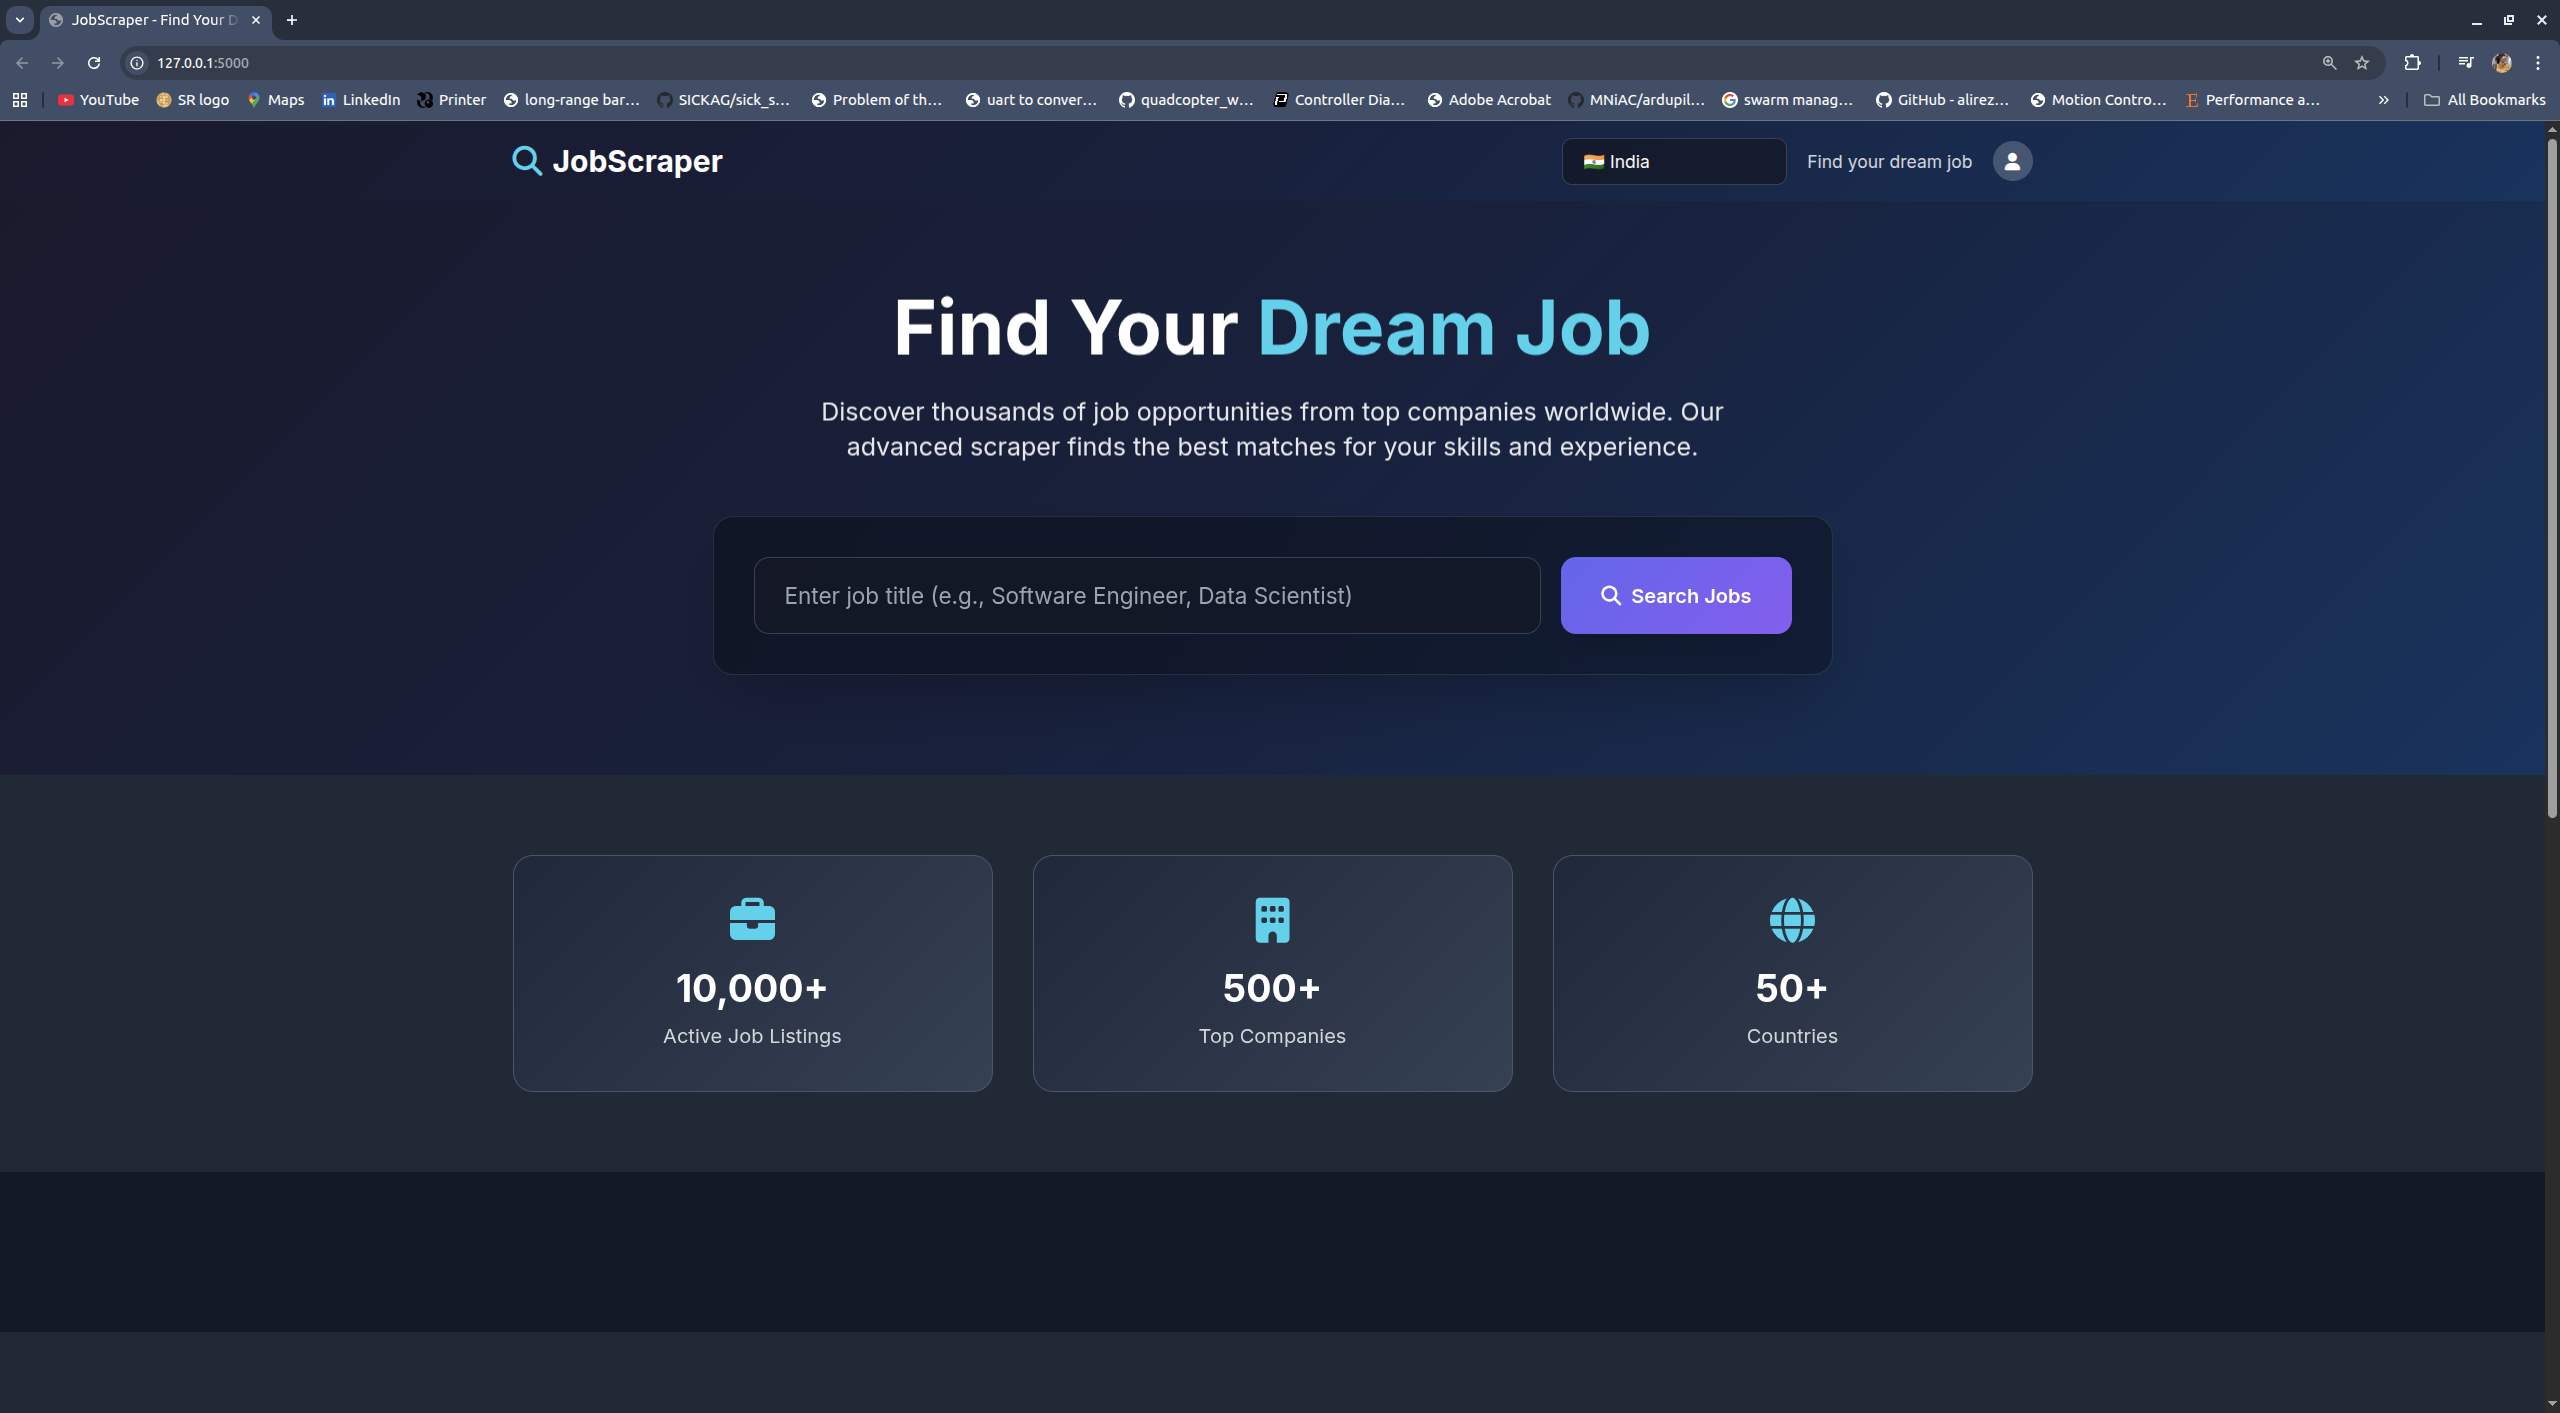 JobScraper - Find Your D
127.0.0.1:5000
YouTube SR logo Maps LinkedIn Printer long-range bar… SICKAG/sick_s… Problem of th… uart to conver… quadcopter_w… Controller Dia… Adobe Acrobat MNiAC/ardupil… swarm manag… GitHub - alirez… Motion Contro… Performance a… All Bookmarks
JobScraper India Find your dream job
Find Your Dream Job
Discover thousands of job opportunities from top companies worldwide. Our
advanced scraper finds the best matches for your skills and experience.
Enter job title (e.g., Software Engineer, Data Scientist) Search Jobs
10,000+ 500+ 50+
Active Job Listings Top Companies Countries